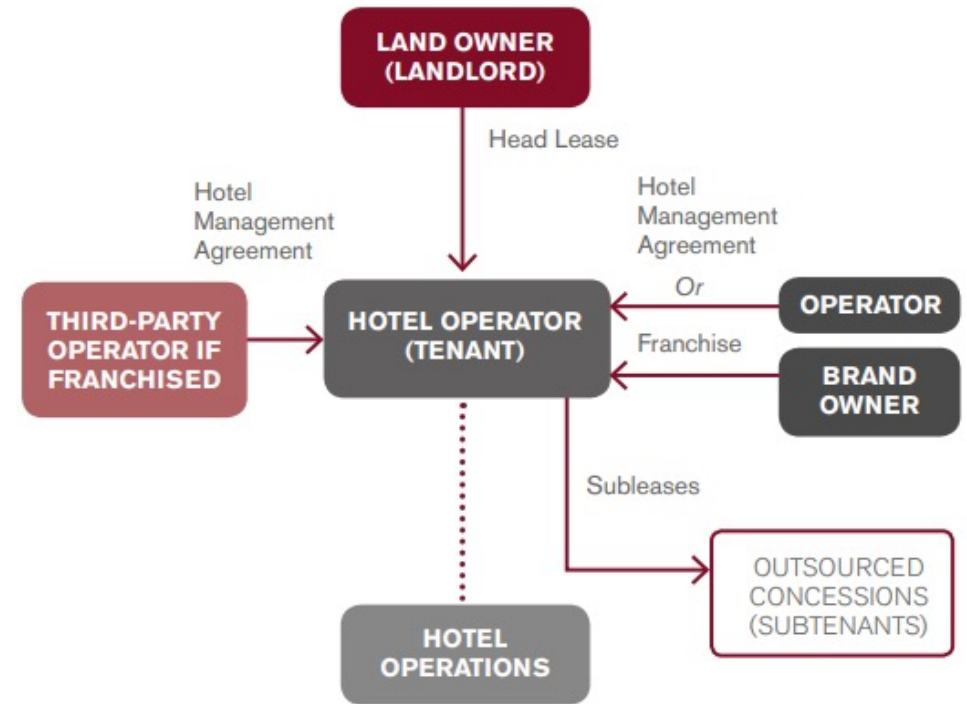 LAND OWNER
(LANDLORD)
Head Lease
Hotel
Management
Agreement
Hotel
Management
Agreement
Or
THIRD-PARTY
OPERATOR IF
FRANCHISED
HOTEL OPERATOR
(TENANT)
OPERATOR
Franchise
BRAND
OWNER
Subleases
OUTSOURCED
CONCESSIONS
(SUBTENANTS)
HOTEL
OPERATIONS